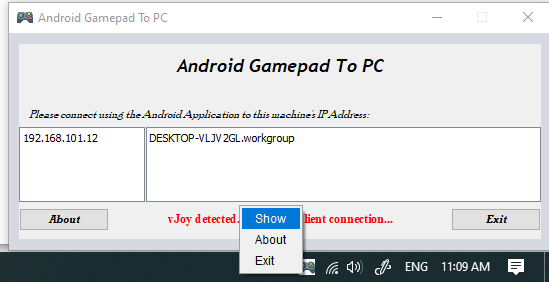 Android Gamepad To PC
Android Gamepad To PC
Please connect using the Android Application to this machine's IP Address:
192.168.101.12
DESKTOP-VLJV2GL.workgroup
About
vJoy detected. lient connection...
Exit
Show
About
Exit
ENG
11:09 AM